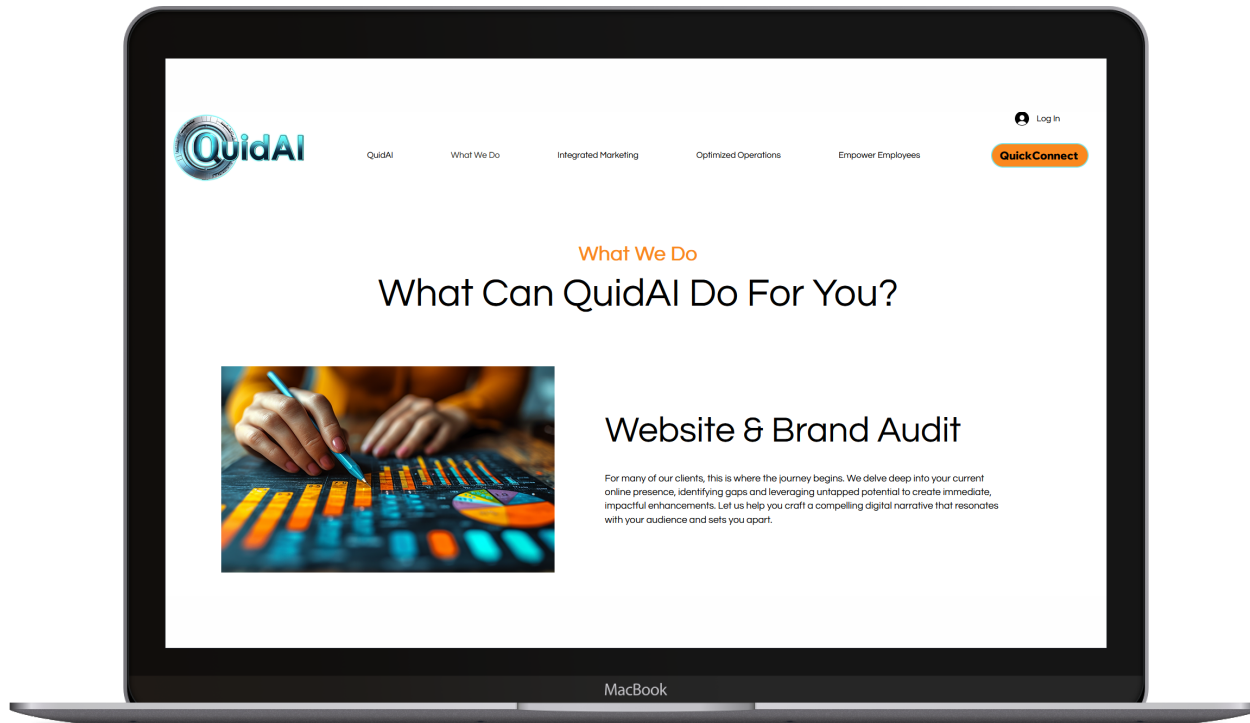 Log In
QuidAI
QuidAI
What We Do
Integrated Marketing
Optimized Operations
Empower Employees
QuickConnect
What We Do
What Can QuidAI Do For You?
Website & Brand Audit
For many of our clients, this is where the journey begins. We delve deep into your current
online presence, identifying gaps and leveraging untapped potential to create immediate,
impactful enhancements. Let us help you craft a compelling digital narrative that resonates
with your audience and sets you apart.
MacBook